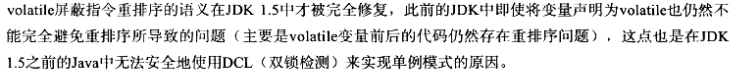 volatile屏蔽指令重排序的语义在JDK 1.5中才被完全修复，此前的JDK中即使将变量声明为volatile也仍然不
能完全避免重排序所导致的问题（主要是volatile变量前后的代码仍然存在重排序问题），这点也是在JDK
1.5之前的Java中无法安全地使用DCL（双锁检测）来实现单例模式的原因。